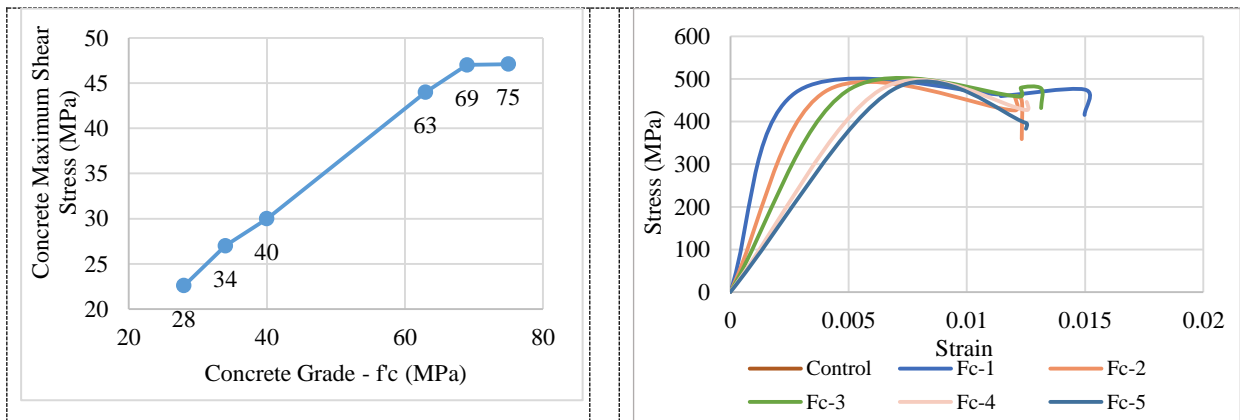 Concrete Maximum Shear
Stress (MPa)
50
45
40
35
30
25
20
28
34
40
63
69
75
20
40
60
80
Concrete Grade - f'c (MPa)
Stress (MPa)
600
500
400
300
200
100
0
0
0.005
0.01
0.015
0.02
Strain
Control
Fc-1
Fc-2
Fc-3
Fc-4
Fc-5